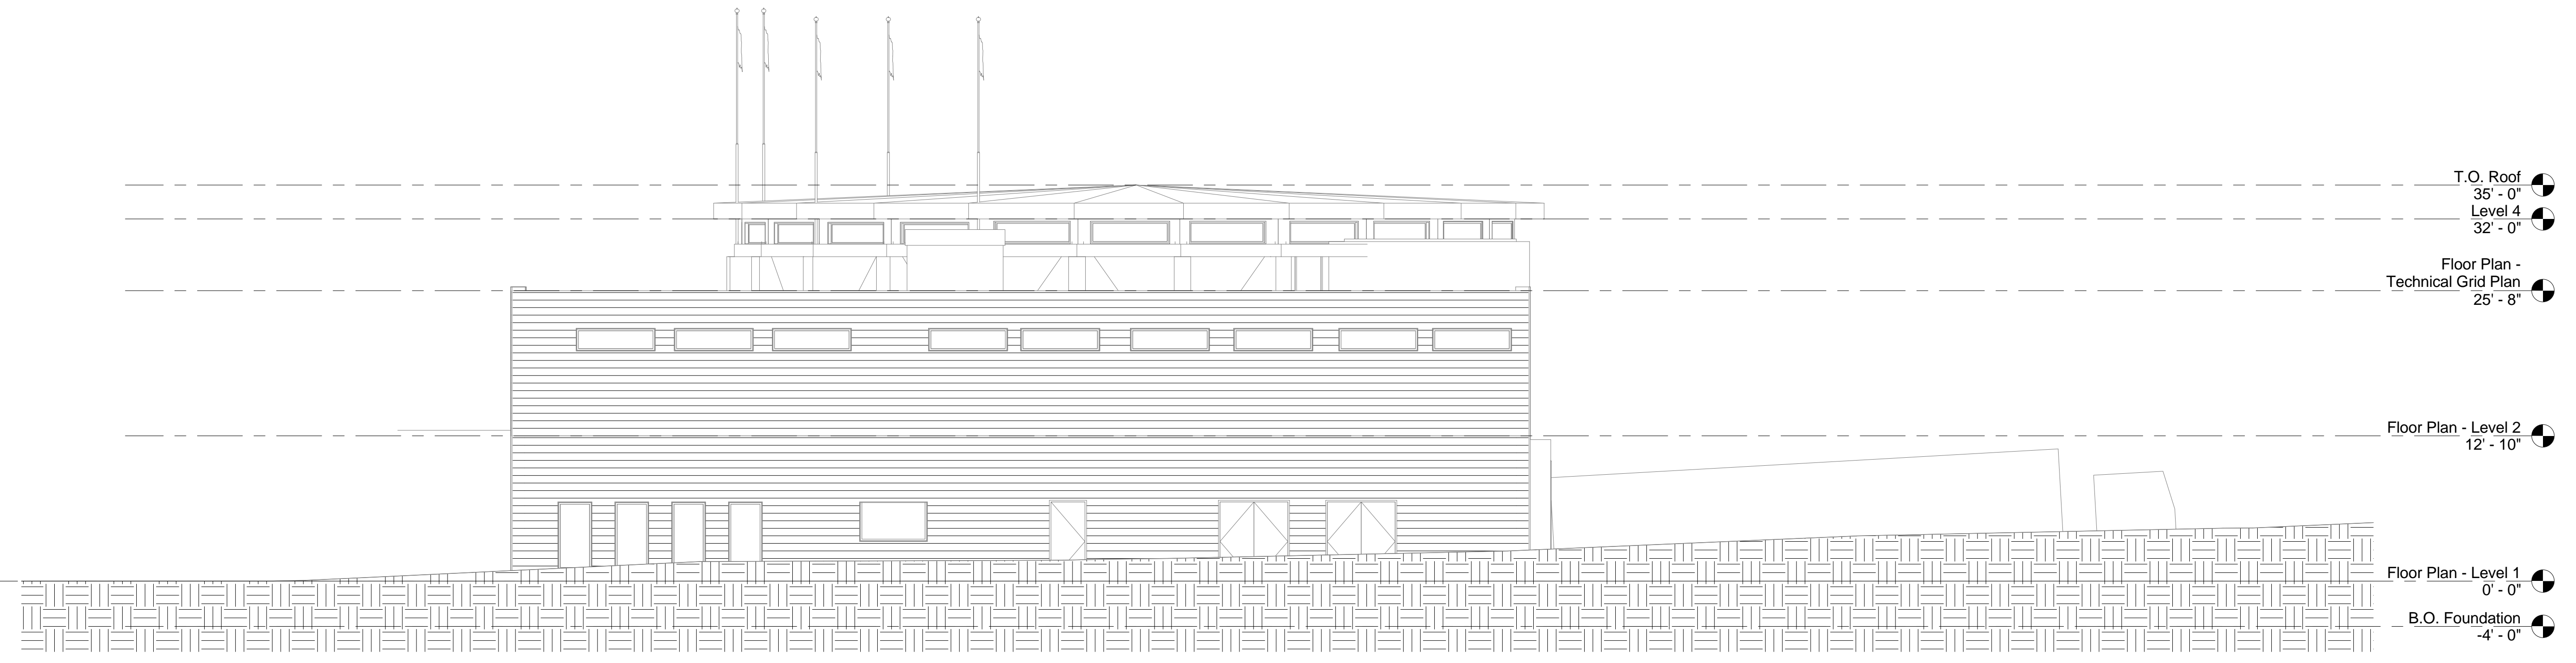 T.O. Roof
35' - 0"
Level 4
32' - 0"
Floor Plan -
Technical Grid Plan
25' - 8"
Floor Plan - Level 2
12' - 10"
Floor Plan - Level 1
0' - 0"
B.O. Foundation
-4' - 0"